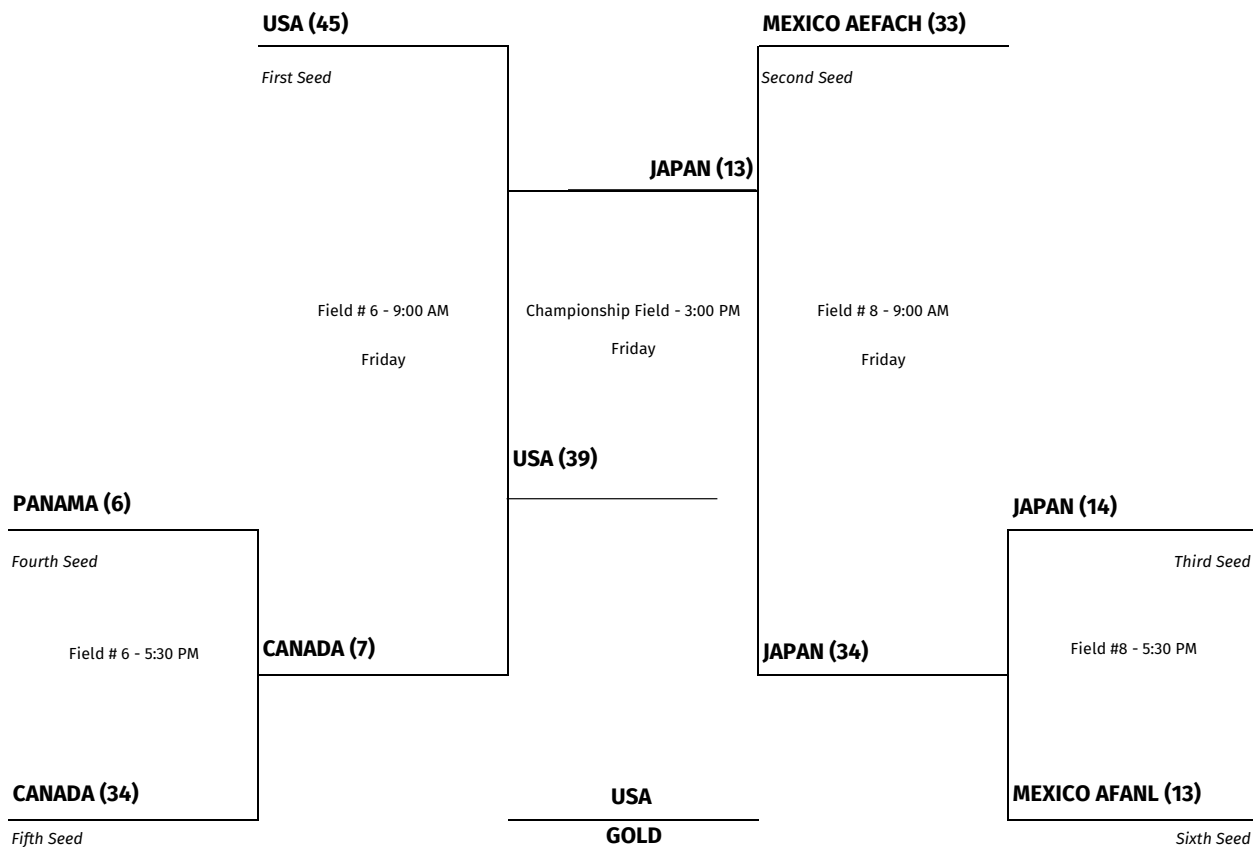 USA (45)
MEXICO AEFACH (33)
First Seed
Second Seed
JAPAN (13)
Field # 6 - 9:00 AM
Championship Field - 3:00 PM
Field # 8 - 9:00 AM
Friday
Friday
Friday
USA (39)
PANAMA (6)
JAPAN (14)
Fourth Seed
Third Seed
Field # 6 - 5:30 PM
CANADA (7)
JAPAN (34)
Field #8 - 5:30 PM
CANADA (34)
USA
MEXICO AFANL (13)
Fifth Seed
GOLD
Sixth Seed